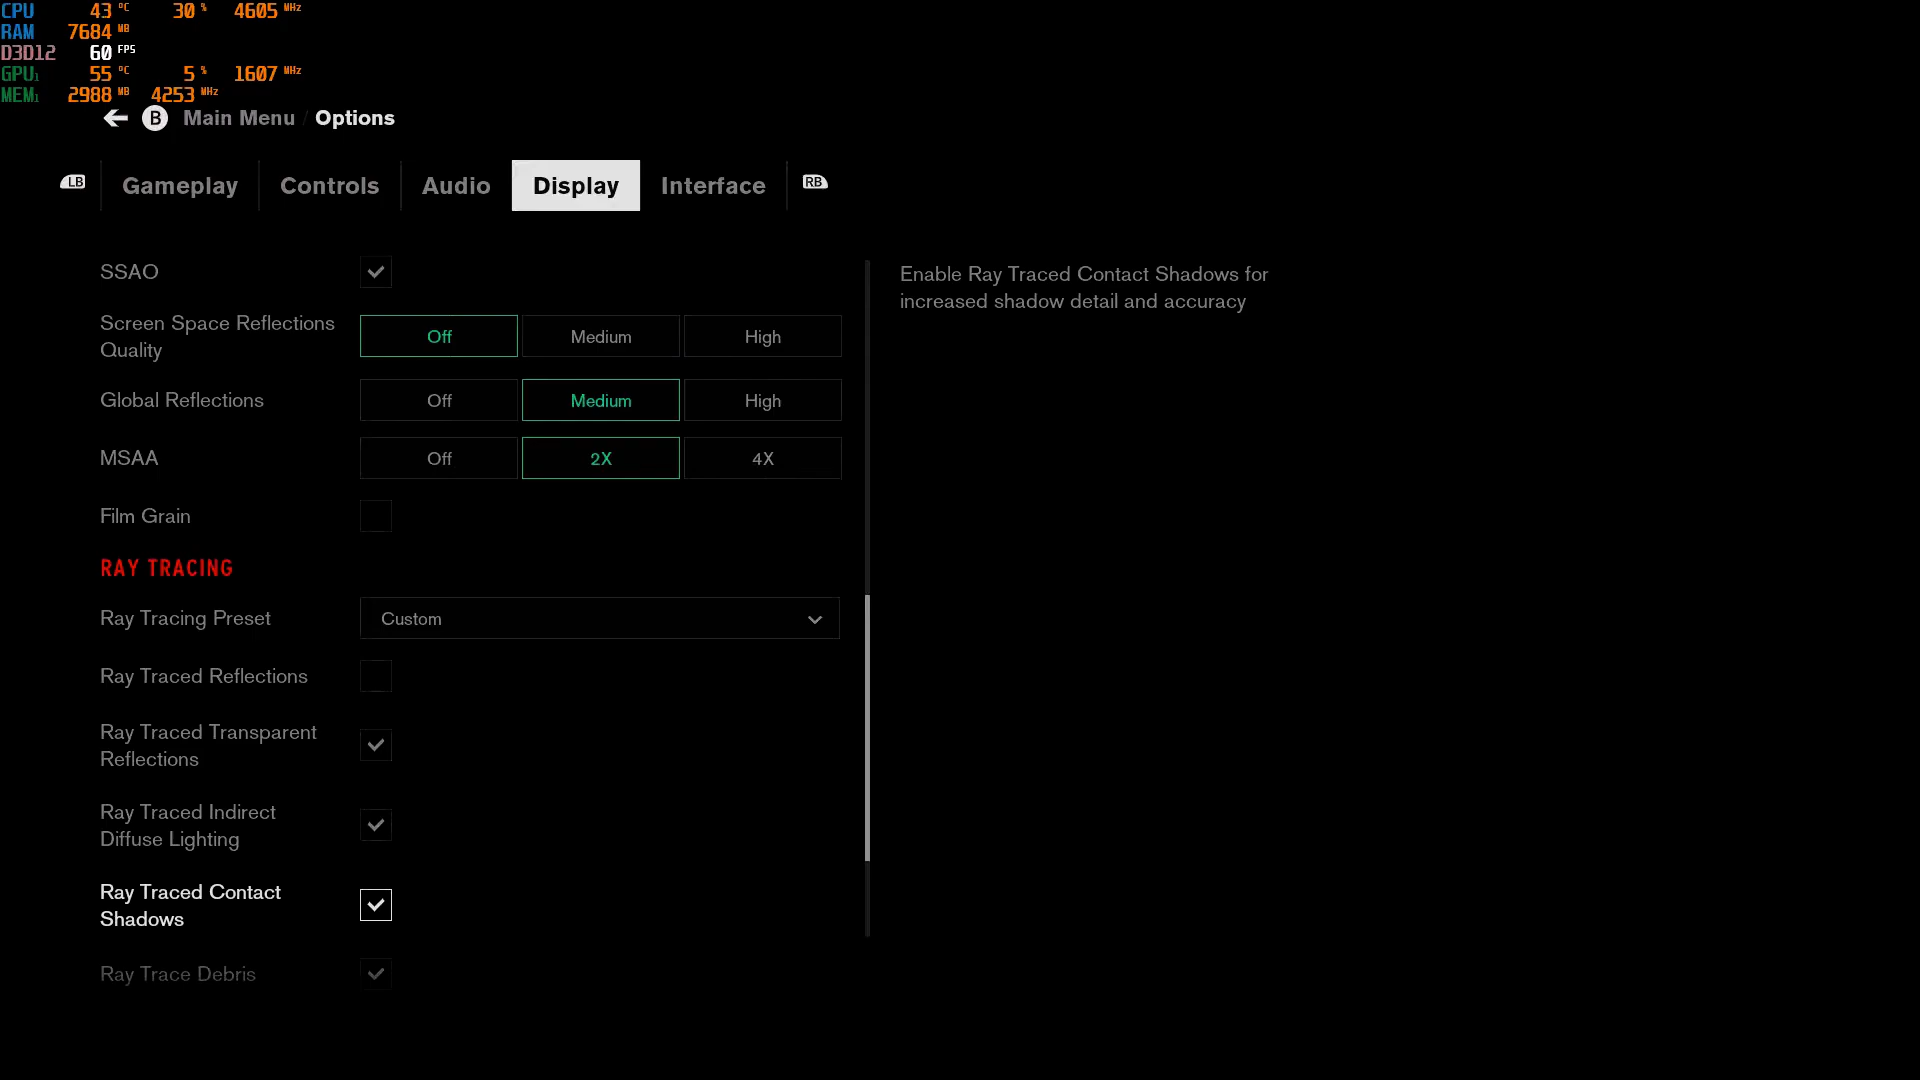 CPU 43 °C 30 % 4605 MHz
RAM 7684 MB
D3D12 60 FPS
GPU1 55 °C 5 % 1607 MHz
MEM1 2988 MB 4253 MHz
B Main Menu / Options
LB Gameplay Controls Audio Display Interface RB
SSAO
Screen Space Reflections
Quality
Off Medium High
Global Reflections Off Medium High
MSAA Off 2X 4X
Film Grain
RAY TRACING
Ray Tracing Preset Custom
Ray Traced Reflections
Ray Traced Transparent
Reflections
Ray Traced Indirect
Diffuse Lighting
Ray Traced Contact
Shadows
Ray Trace Debris
Enable Ray Traced Contact Shadows for
increased shadow detail and accuracy